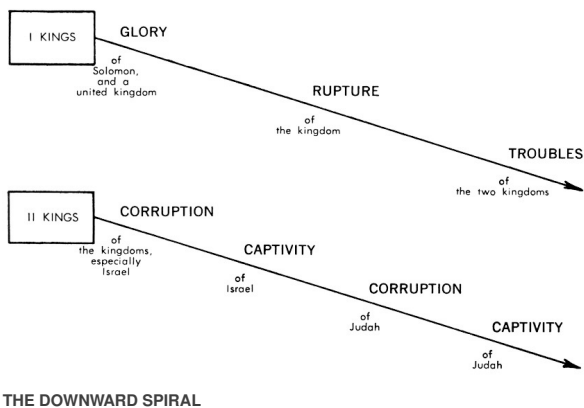 I KINGS
GLORY
of
Solomon,
and a
united kingdom
RUPTURE
of
the kingdom
TROUBLES
of
the two kingdoms
II KINGS
CORRUPTION
of
the kingdoms,
especially
Israel
CAPTIVITY
of
Israel
CORRUPTION
of
Judah
CAPTIVITY
of
Judah
THE DOWNWARD SPIRAL